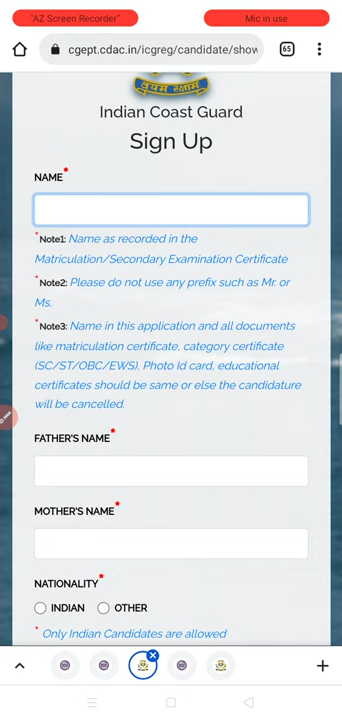 "AZ Screen Recorder"
Mic in use
cgept.cdac.in/icgreg/candidate/show
65
वयम रक्षामः
Indian Coast Guard
Sign Up
NAME*
*Note1: Name as recorded in the
Matriculation/Secondary Examination Certificate
*Note2: Please do not use any prefix such as Mr. or
Ms.
*Note3: Name in this application and all documents
like matriculation certificate, category certificate
(SC/ST/OBC/EWS), Photo Id card, educational
certificates should be same or else the candidature
will be cancelled.
FATHER'S NAME*
MOTHER'S NAME*
NATIONALITY*
INDIAN
OTHER
* Only Indian Candidates are allowed